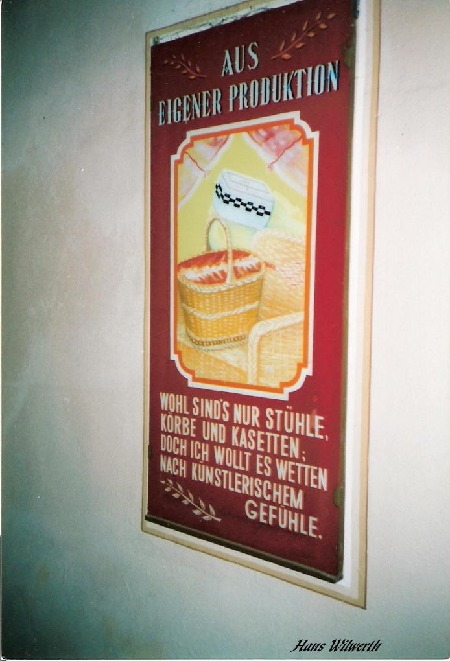 AUS
EIGENER PRODUKTION
WOHL SIND'S NUR STÜHLE,
KÖRBE UND KASETTEN;
DOCH ICH WOLLT ES WETTEN
NACH KÜNSTLERISCHEM
GEFÜHLE.
Hans Wilwerth